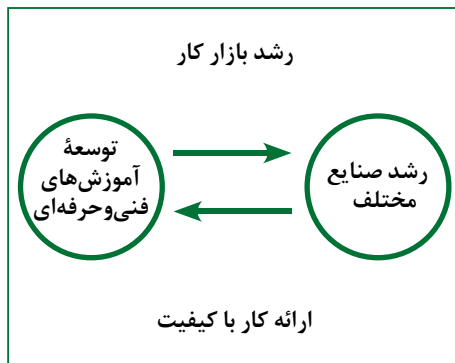 رشد بازار کار
رشد صنایع
مختلف
توسعهٔ
آموزش‌های
فنی‌وحرفه‌ای
ارائه کار با کیفیت